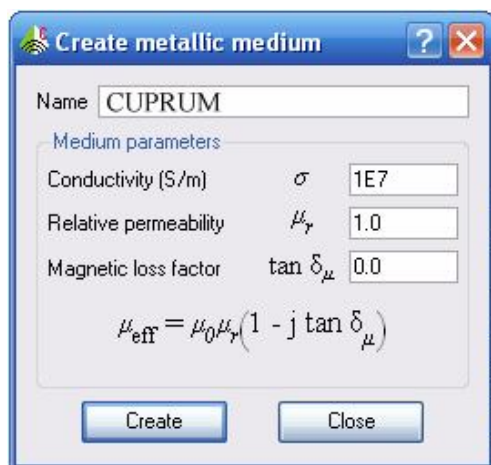 Create metallic medium
Name CUPRUM
Medium parameters
Conductivity (S/m) σ 1E7
Relative permeability μr 1.0
Magnetic loss factor tan δμ 0.0
μeff = μ0μr(1 - j tan δμ)
Create Close